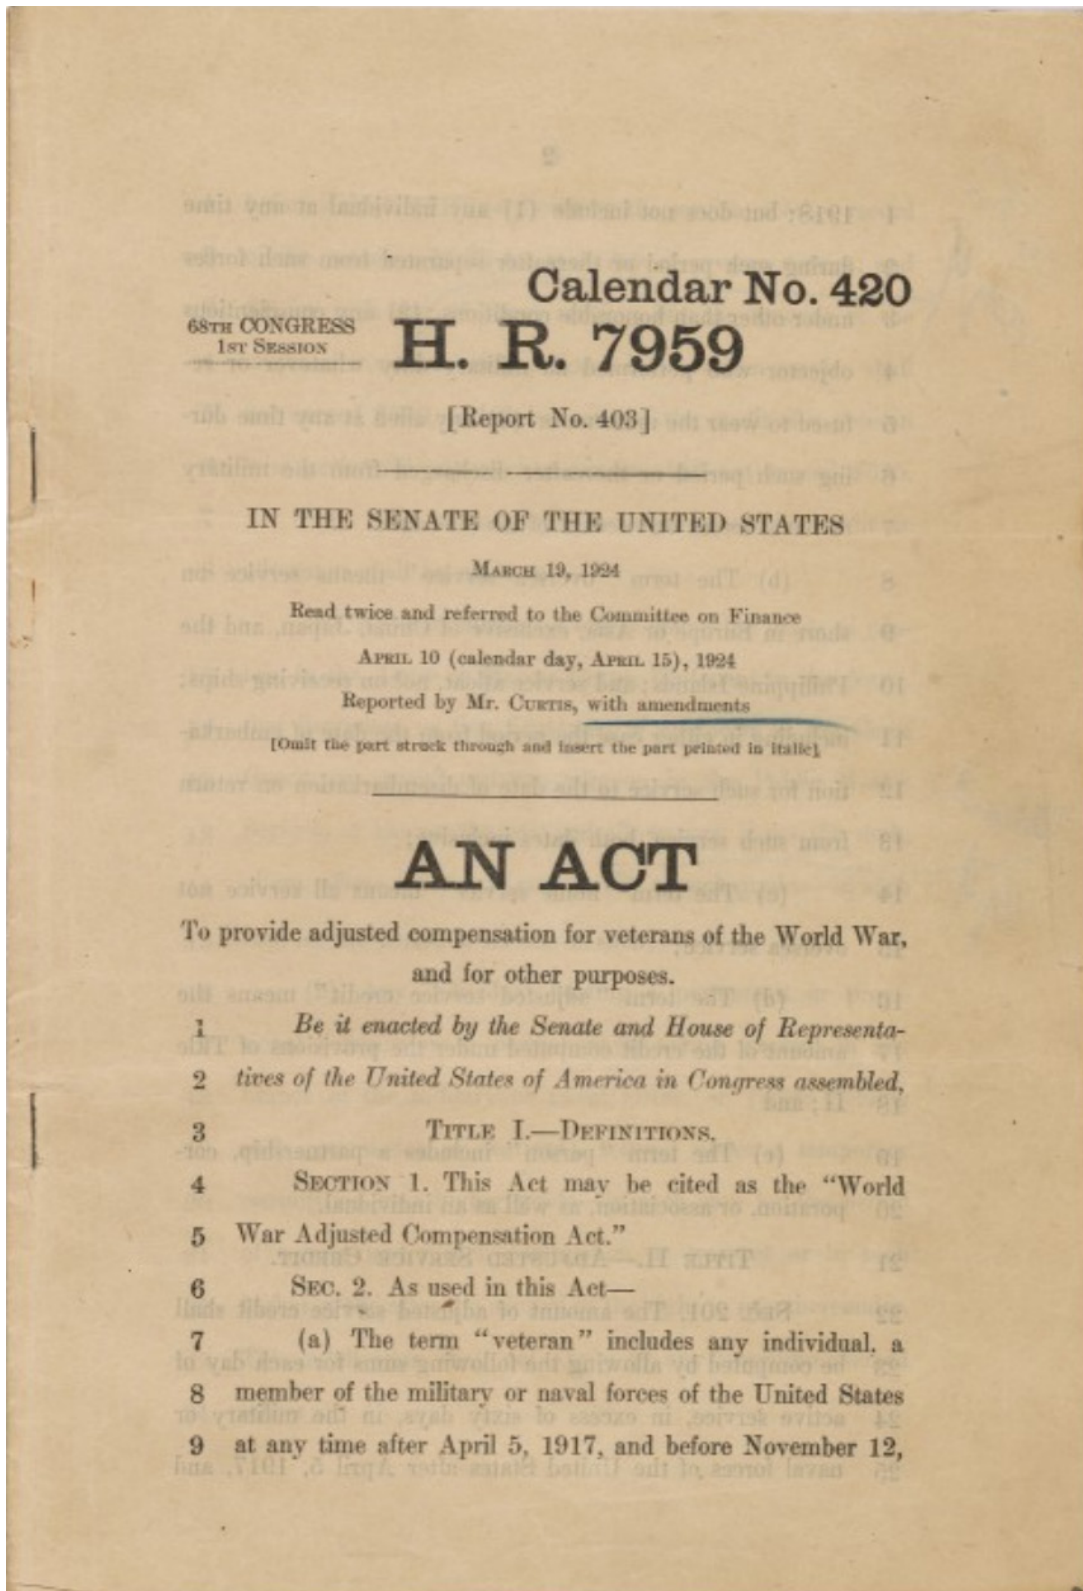 Calendar No. 420
68TH CONGRESS
1ST SESSION
H. R. 7959
[Report No. 403]
IN THE SENATE OF THE UNITED STATES
MARCH 19, 1924
Read twice and referred to the Committee on Finance
APRIL 10 (calendar day, APRIL 15), 1924
Reported by Mr. CURTIS, with amendments
[Omit the part struck through and insert the part printed in italic]
AN ACT
To provide adjusted compensation for veterans of the World War,
and for other purposes.
1 Be it enacted by the Senate and House of Representa-
2 tives of the United States of America in Congress assembled,
3 TITLE I.—DEFINITIONS.
4 SECTION 1. This Act may be cited as the “World
5 War Adjusted Compensation Act.”
6 SEC. 2. As used in this Act—
7 (a) The term “veteran” includes any individual, a
8 member of the military or naval forces of the United States
9 at any time after April 5, 1917, and before November 12,